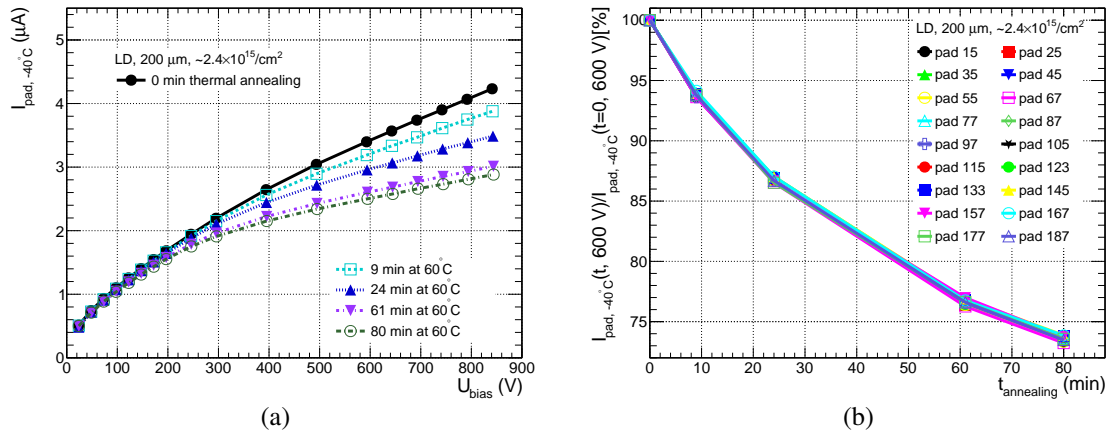 I_pad, -40°C (μA)
LD, 200 μm, ~2.4×10^15/cm²
0 min thermal annealing
9 min at 60°C
24 min at 60°C
61 min at 60°C
80 min at 60°C
5
4
3
2
1
0
0 100 200 300 400 500 600 700 800 900
U_bias (V)
(a)
I_pad, -40°C(t, 600 V)/I_pad, -40°C(t=0, 600 V)[%]
LD, 200 μm, ~2.4×10^15/cm²
pad 15 pad 25
pad 35 pad 45
pad 55 pad 67
pad 77 pad 87
pad 97 pad 105
pad 115 pad 123
pad 133 pad 145
pad 157 pad 167
pad 177 pad 187
100
95
90
85
80
75
0 10 20 30 40 50 60 70 80
t_annealing (min)
(b)